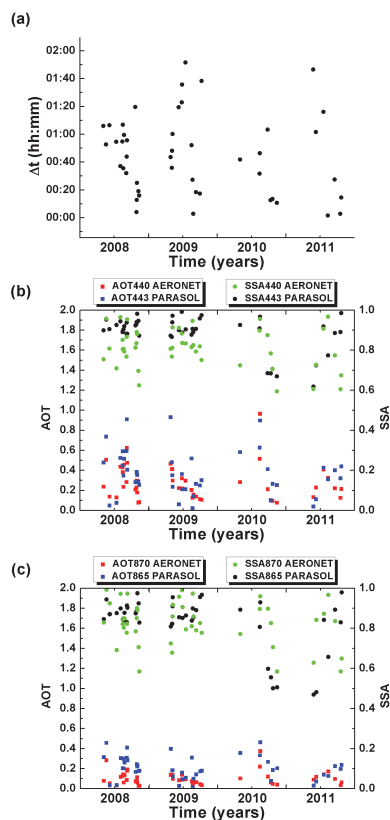 (a)
02:00
01:40
01:20
01:00
00:40
00:20
00:00
Δt (hh:mm)
2008 2009 2010 2011
Time (years)
(b)
AOT440 AERONET SSA440 AERONET
AOT443 PARASOL SSA443 PARASOL
2.0 1.0
1.8
1.6 0.8
1.4
1.2 0.6
1.0
0.8 0.4
0.6
0.4 0.2
0.2
0.0 0.0
AOT
SSA
2008 2009 2010 2011
Time (years)
(c)
AOT870 AERONET SSA870 AERONET
AOT865 PARASOL SSA865 PARASOL
2.0 1.0
1.8
1.6 0.8
1.4
1.2 0.6
1.0
0.8 0.4
0.6
0.4 0.2
0.2
0.0 0.0
AOT
SSA
2008 2009 2010 2011
Time (years)